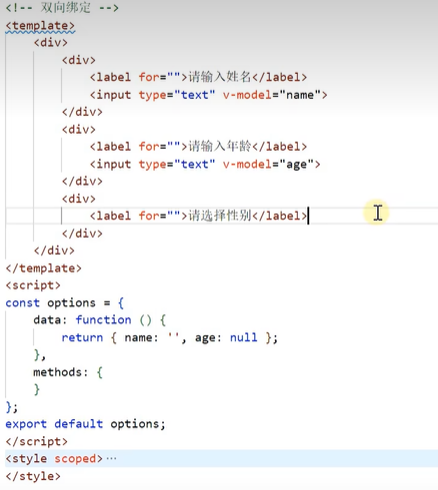 <!-- 双向绑定 -->
<template>
    <div>
        <div>
            <label for="">请输入姓名</label>
            <input type="text" v-model="name">
        </div>
        <div>
            <label for="">请输入年龄</label>
            <input type="text" v-model="age">
        </div>
        <div>
            <label for="">请选择性别</label>
        </div>
    </div>
</template>
<script>
const options = {
    data: function () {
        return { name: '', age: null };
    },
    methods: {
    }
};
export default options;
</script>
<style scoped>…
</style>